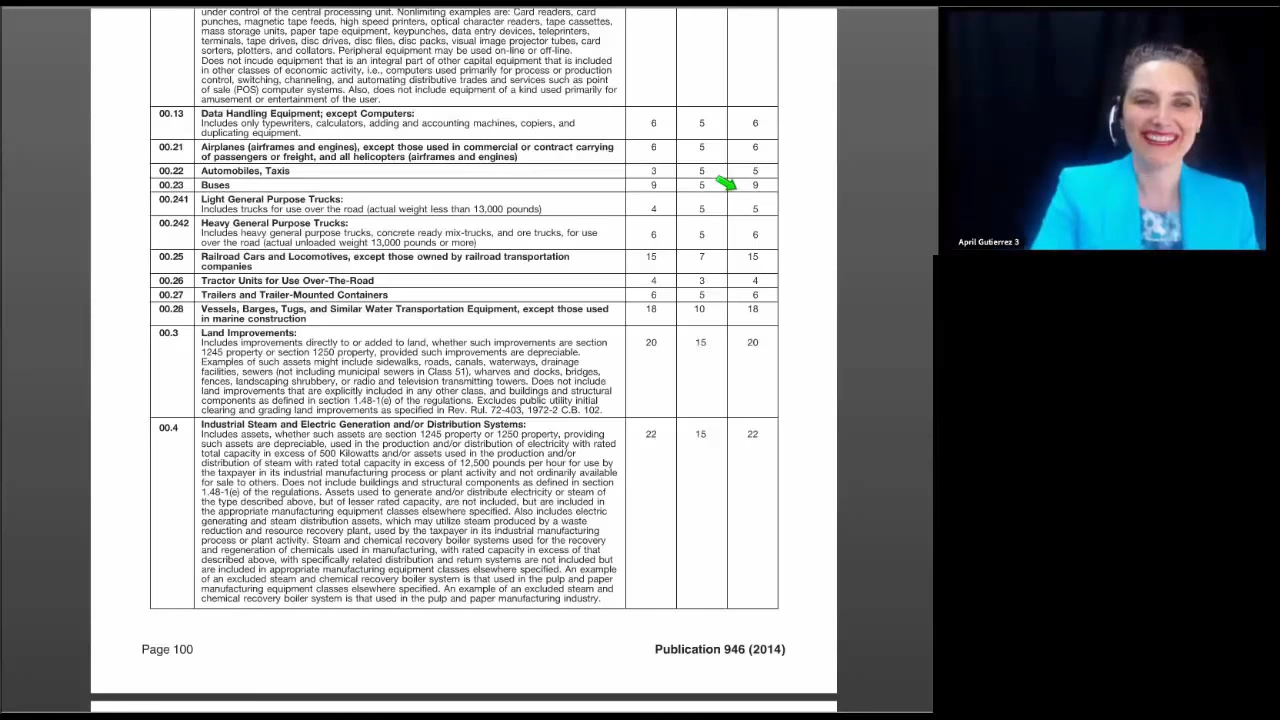 under control of the central processing unit. Nonlimiting examples are: Card readers, card
punches, magnetic tape feeds, high speed printers, optical character readers, tape cassettes,
mass storage units, paper tape equipment, keypunches, data entry devices, teleprinters,
terminals, tape drives, disc drives, disc files, disc packs, visual image projector tubes, card
sorters, plotters, and collators. Peripheral equipment may be used on-line or off-line.
Does not incude equipment that is an integral part of other capital equipment that is included
in other classes of economic activity, i.e., computers used primarily for process or production
control, switching, channeling, and automating distributive trades and services such as point
of sale (POS) computer systems. Also, does not include equipment of a kind used primarily for
amusement or entertainment of the user.
00.13 Data Handling Equipment; except Computers:
Includes only typewriters, calculators, adding and accounting machines, copiers, and 6 5 6
duplicating equipment.
00.21 Airplanes (airframes and engines), except those used in commercial or contract carrying 6 5 6
of passengers or freight, and all helicopters (airframes and engines)
00.22 Automobiles, Taxis 3 5 5
00.23 Buses 9 5 9
00.241 Light General Purpose Trucks:
Includes trucks for use over the road (actual weight less than 13,000 pounds) 4 5 5
00.242 Heavy General Purpose Trucks:
Includes heavy general purpose trucks, concrete ready mix-trucks, and ore trucks, for use 6 5 6
over the road (actual unloaded weight 13,000 pounds or more)
00.25 Railroad Cars and Locomotives, except those owned by railroad transportation 15 7 15
companies
00.26 Tractor Units for Use Over-The-Road 4 3 4
00.27 Trailers and Trailer-Mounted Containers 6 5 6
00.28 Vessels, Barges, Tugs, and Similar Water Transportation Equipment, except those used 18 10 18
in marine construction
00.3 Land Improvements:
Includes improvements directly to or added to land, whether such improvements are section 20 15 20
1245 property or section 1250 property, provided such improvements are depreciable.
Examples of such assets might include sidewalks, roads, canals, waterways, drainage
facilities, sewers (not including municipal sewers in Class 51), wharves and docks, bridges,
fences, landscaping shrubbery, or radio and television transmitting towers. Does not include
land improvements that are explicitly included in any other class, and buildings and structural
components as defined in section 1.48-1(e) of the regulations. Excludes public utility initial
clearing and grading land improvements as specified in Rev. Rul. 72-403, 1972-2 C.B. 102.
00.4 Industrial Steam and Electric Generation and/or Distribution Systems:
Includes assets, whether such assets are section 1245 property or 1250 property, providing 22 15 22
such assets are depreciable, used in the production and/or distribution of electricity with rated
total capacity in excess of 500 Kilowatts and/or assets used in the production and/or
distribution of steam with rated total capacity in excess of 12,500 pounds per hour for use by
the taxpayer in its industrial manufacturing process or plant activity and not ordinarily available
for sale to others. Does not include buildings and structural components as defined in section
1.48-1(e) of the regulations. Assets used to generate and/or distribute electricity or steam of
the type described above, but of lesser rated capacity, are not included, but are included in
the appropriate manufacturing equipment classes elsewhere specified. Also includes electric
generating and steam distribution assets, which may utilize steam produced by a waste
reduction and resource recovery plant, used by the taxpayer in its industrial manufacturing
process or plant activity. Steam and chemical recovery boiler systems used for the recovery
and regeneration of chemicals used in manufacturing, with rated capacity in excess of that
described above, with specifically related distribution and return systems are not included but
are included in appropriate manufacturing equipment classes elsewhere specified. An example
of an excluded steam and chemical recovery boiler system is that used in the pulp and paper
manufacturing equipment classes elsewhere specified. An example of an excluded steam and
chemical recovery boiler system is that used in the pulp and paper manufacturing industry.
Page 100 Publication 946 (2014)
April Gutierrez 3